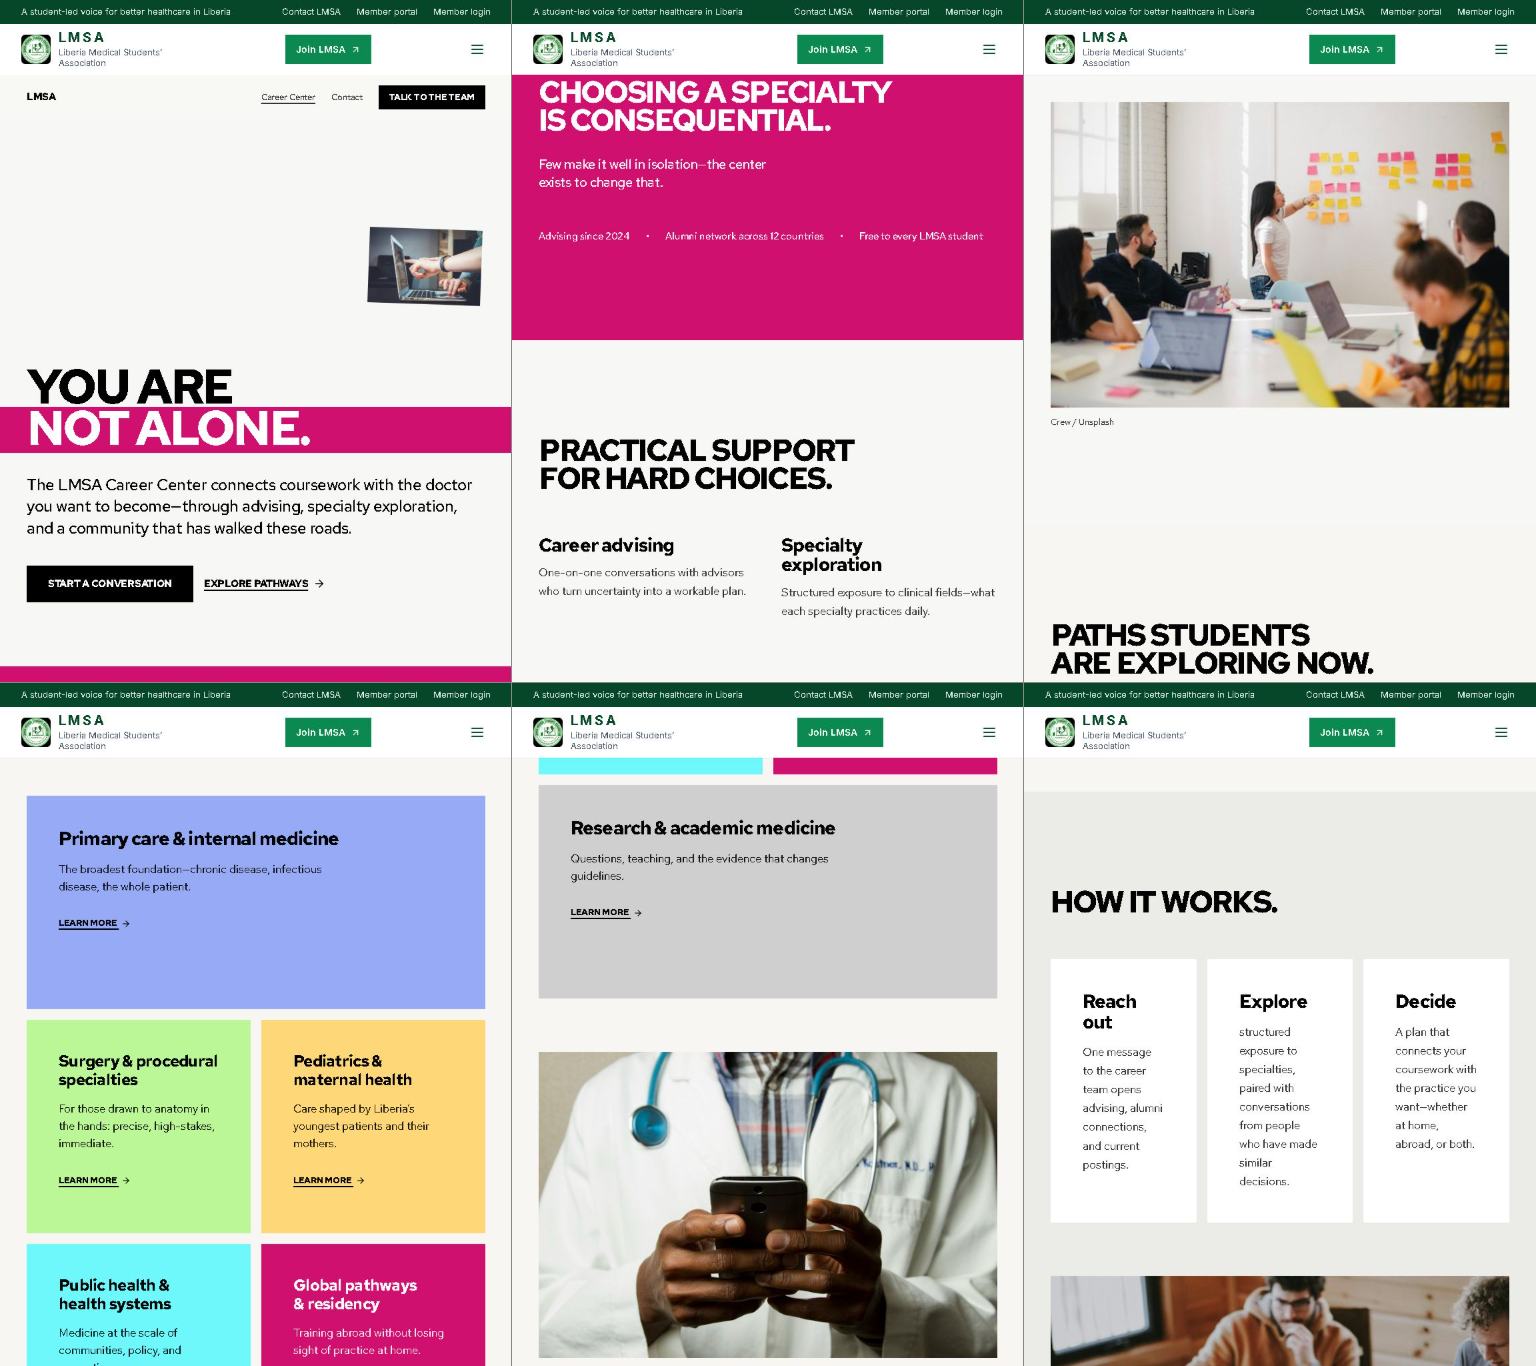 A student-led voice for better healthcare in Liberia
Contact LMSA
Member portal
Member login
LMSA
Liberia Medical Students'
Association
Join LMSA
LMSA
Career Center
Contact
TALK TO THE TEAM
YOU ARE
NOT ALONE.
The LMSA Career Center connects coursework with the doctor
you want to become—through advising, specialty exploration,
and a community that has walked these roads.
START A CONVERSATION
EXPLORE PATHWAYS →
A student-led voice for better healthcare in Liberia
Contact LMSA
Member portal
Member login
LMSA
Liberia Medical Students'
Association
Join LMSA
CHOOSING A SPECIALTY
IS CONSEQUENTIAL.
Few make it well in isolation—the center
exists to change that.
Advising since 2024 • Alumni network across 12 countries • Free to every LMSA student
PRACTICAL SUPPORT
FOR HARD CHOICES.
Career advising
One-on-one conversations with advisors
who turn uncertainty into a workable plan.
Specialty
exploration
Structured exposure to clinical fields—what
each specialty practices daily.
A student-led voice for better healthcare in Liberia
Contact LMSA
Member portal
Member login
LMSA
Liberia Medical Students'
Association
Join LMSA
Crew / Unsplash
PATHS STUDENTS
ARE EXPLORING NOW.
A student-led voice for better healthcare in Liberia
Contact LMSA
Member portal
Member login
LMSA
Liberia Medical Students'
Association
Join LMSA
Primary care & internal medicine
The broadest foundation—chronic disease, infectious
disease, the whole patient.
LEARN MORE →
Surgery & procedural
specialties
For those drawn to anatomy in
the hands: precise, high-stakes,
immediate.
LEARN MORE →
Pediatrics &
maternal health
Care shaped by Liberia's
youngest patients and their
mothers.
LEARN MORE →
Public health &
health systems
Medicine at the scale of
communities, policy, and
Global pathways
& residency
Training abroad without losing
sight of practice at home.
A student-led voice for better healthcare in Liberia
Contact LMSA
Member portal
Member login
LMSA
Liberia Medical Students'
Association
Join LMSA
Research & academic medicine
Questions, teaching, and the evidence that changes
guidelines.
LEARN MORE →
A student-led voice for better healthcare in Liberia
Contact LMSA
Member portal
Member login
LMSA
Liberia Medical Students'
Association
Join LMSA
HOW IT WORKS.
Reach
out
One message
to the career
team opens
advising, alumni
connections,
and current
postings.
Explore
structured
exposure to
specialties,
paired with
conversations
from people
who have made
similar
decisions.
Decide
A plan that
connects your
coursework with
the practice you
want—whether
at home,
abroad, or both.